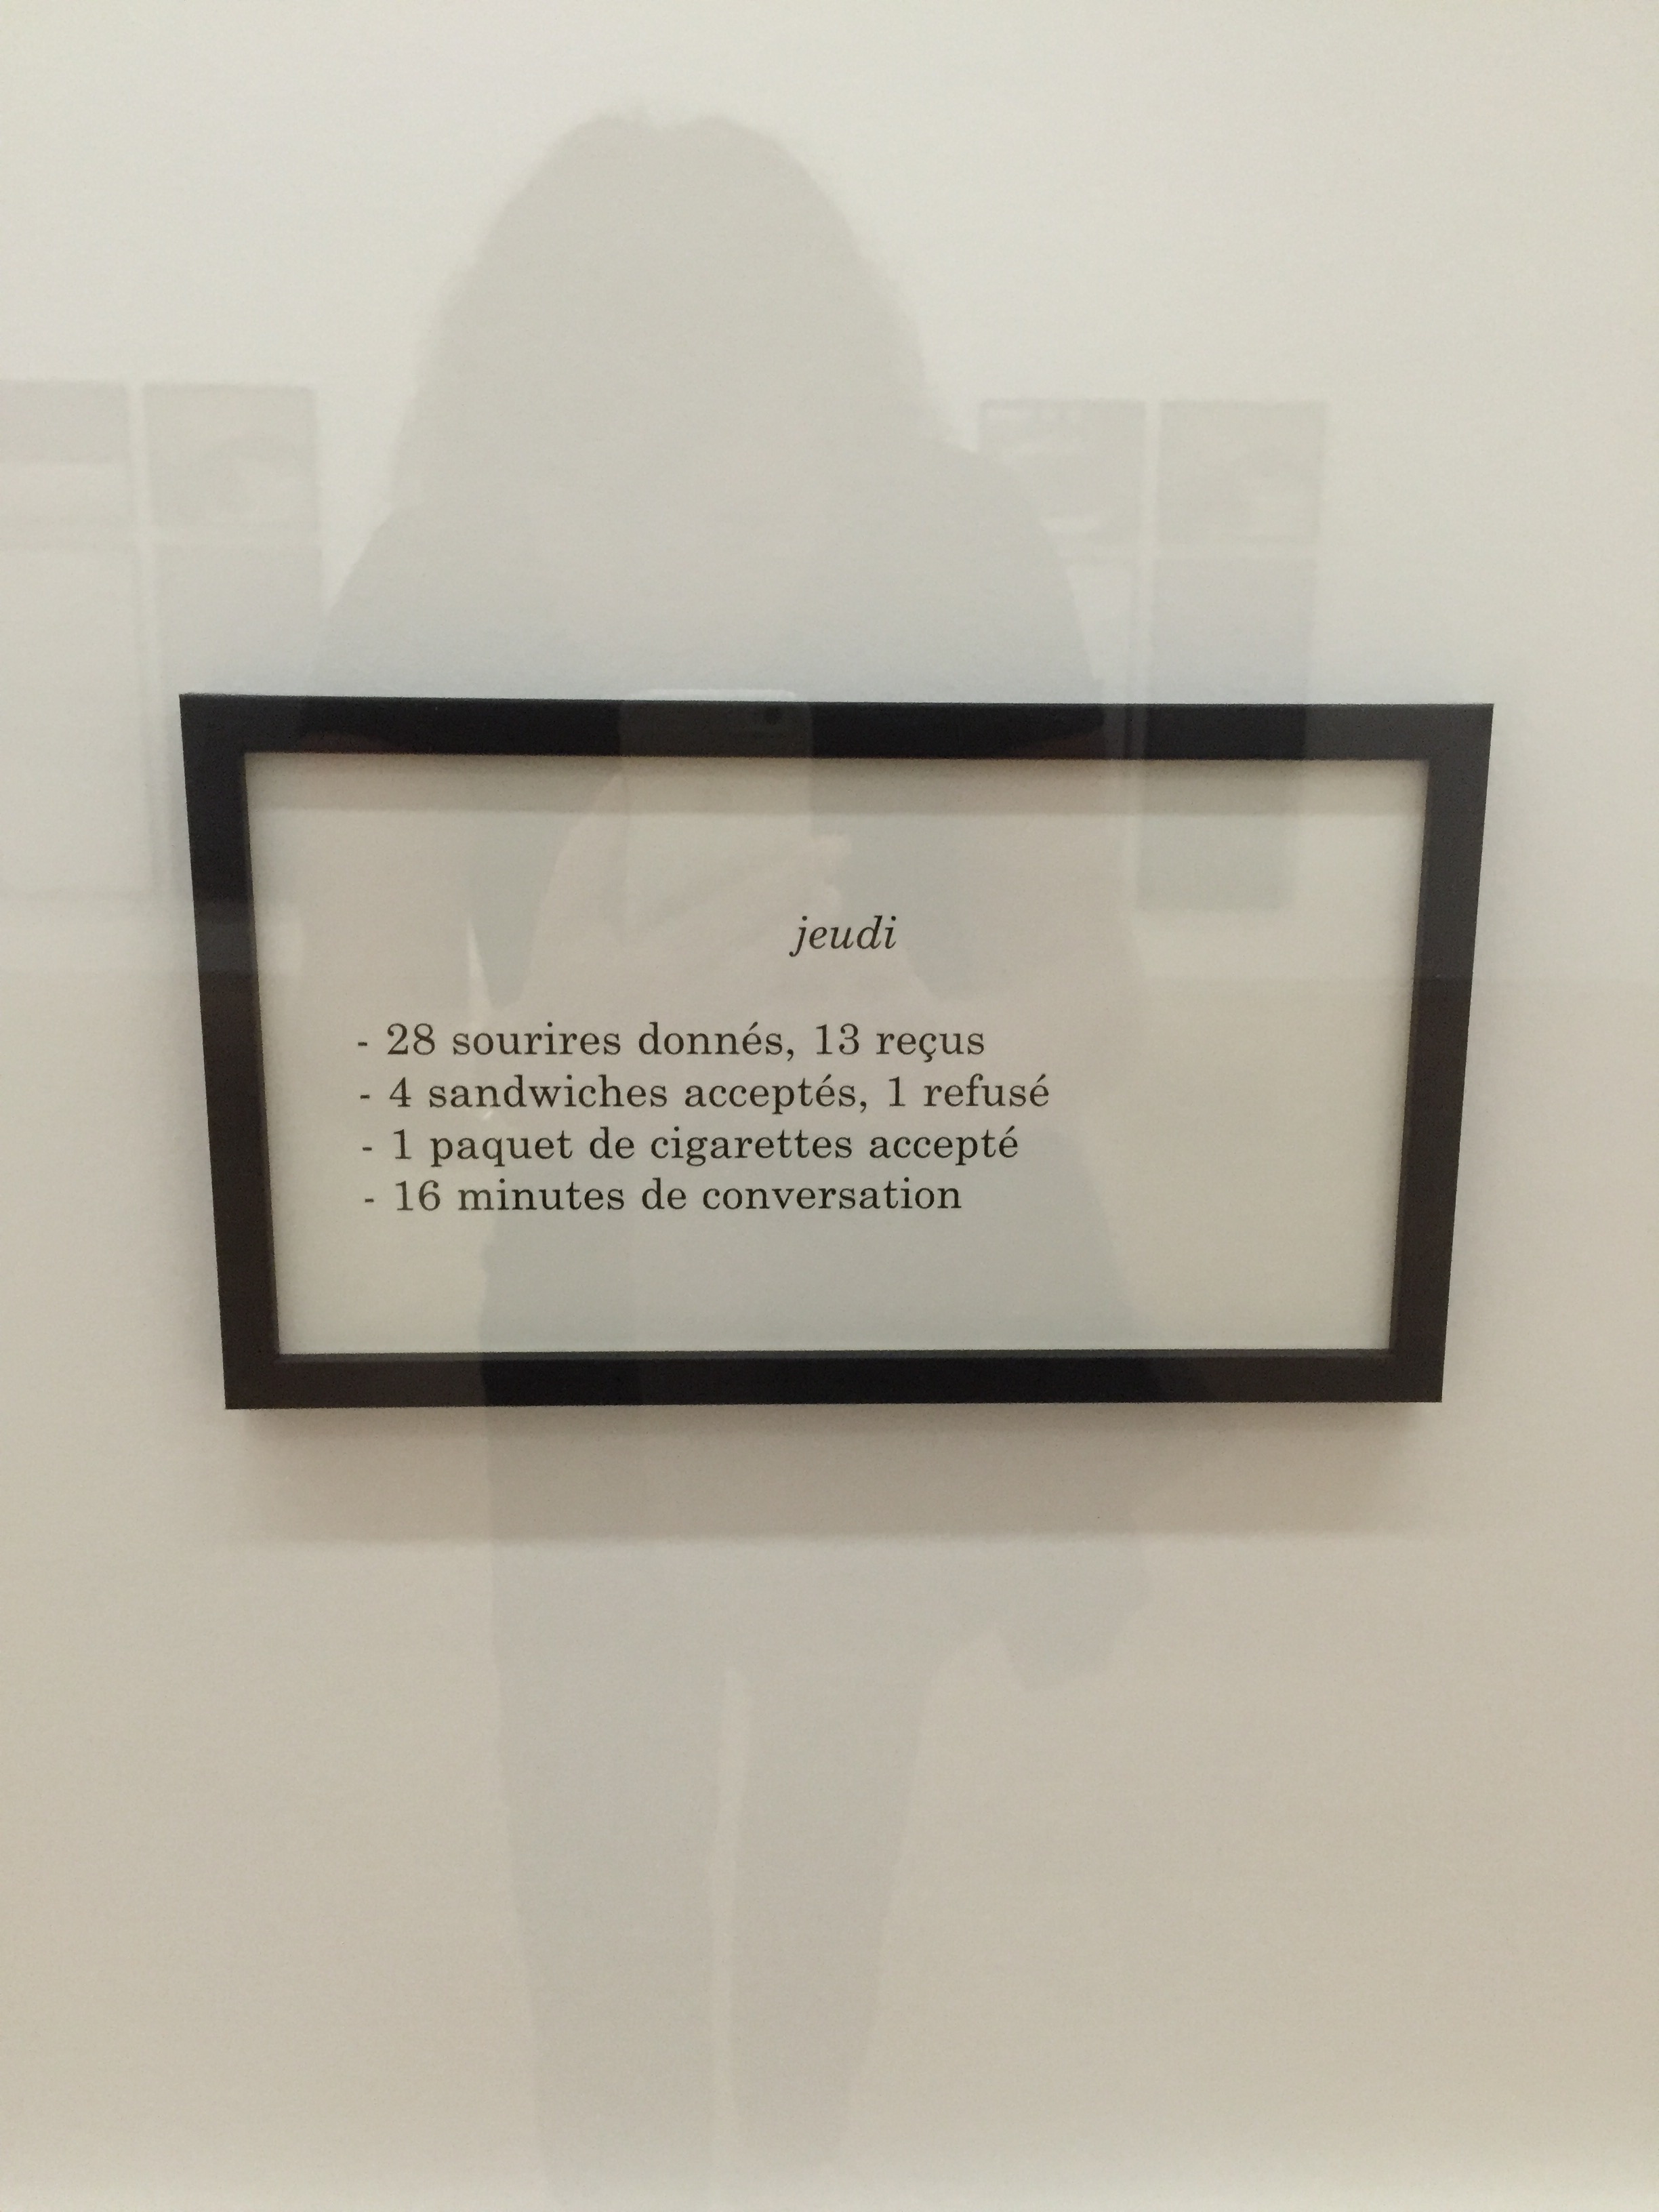 jeudi
- 28 sourires donnés, 13 reçus
- 4 sandwiches acceptés, 1 refusé
- 1 paquet de cigarettes accepté
- 16 minutes de conversation